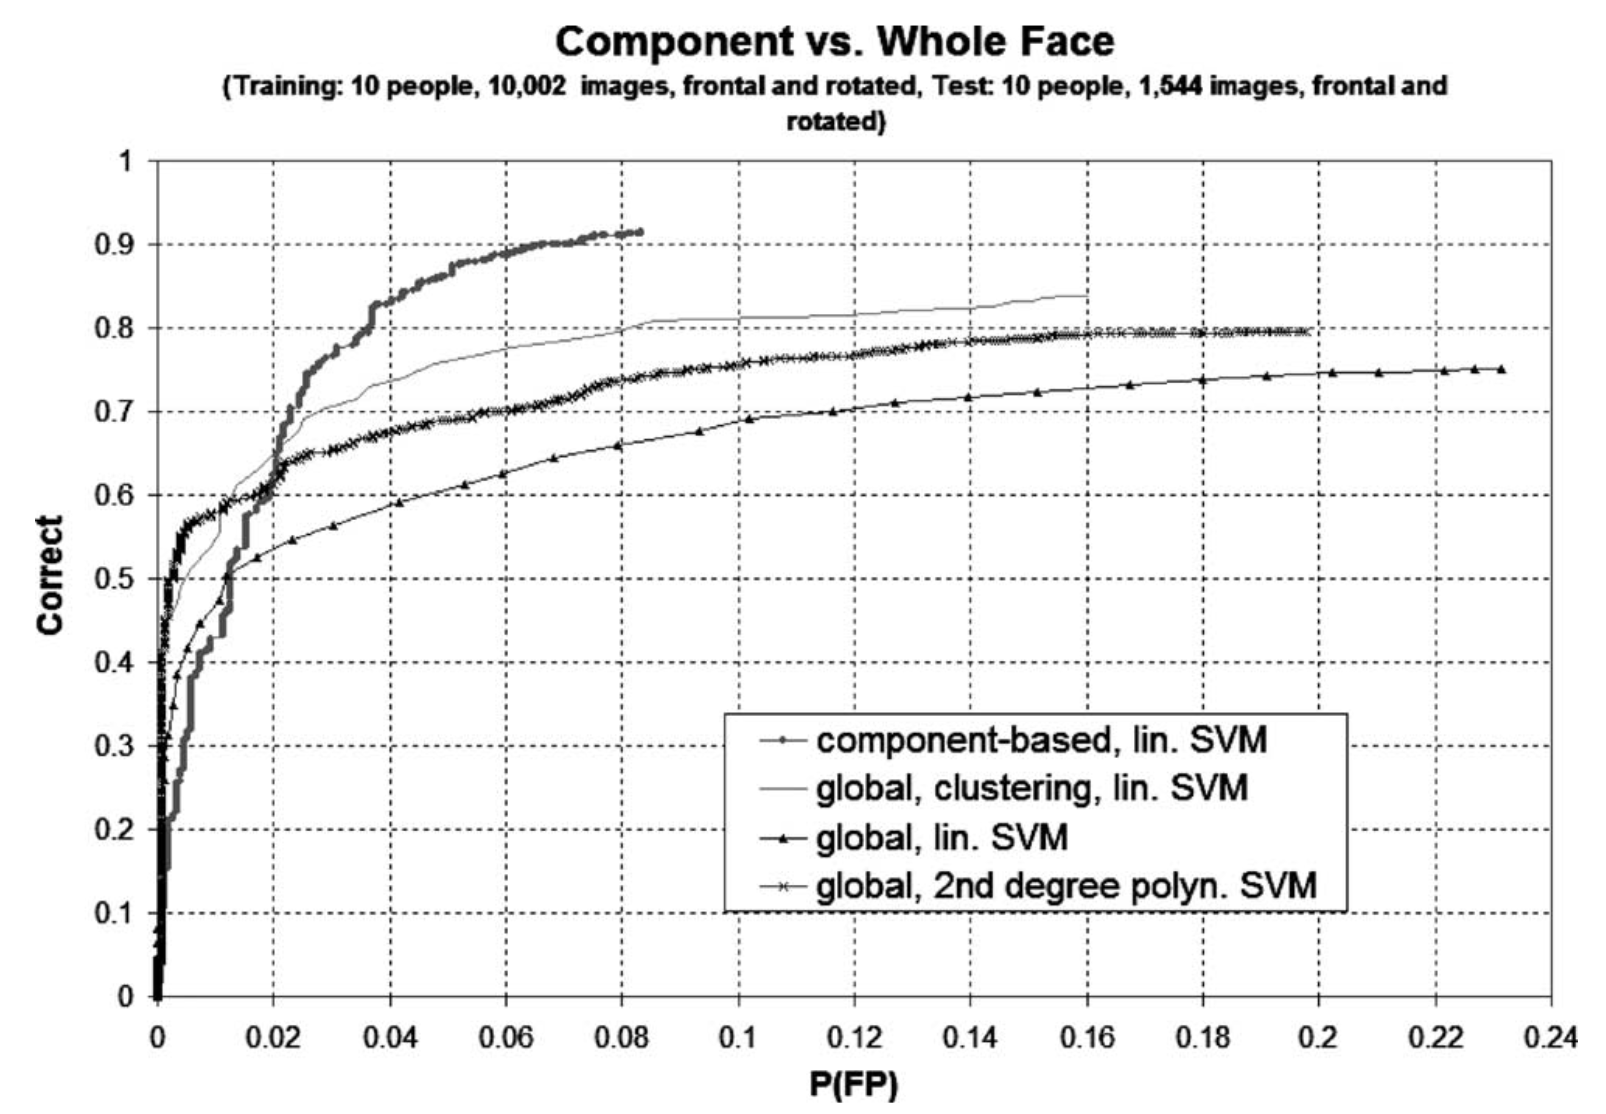 Component vs. Whole Face
(Training: 10 people, 10,002 images, frontal and rotated, Test: 10 people, 1,544 images, frontal and
rotated)
1
0.9
0.8
0.7
0.6
0.5
0.4
0.3
0.2
0.1
0
Correct
component-based, lin. SVM
global, clustering, lin. SVM
global, lin. SVM
global, 2nd degree polyn. SVM
0 0.02 0.04 0.06 0.08 0.1 0.12 0.14 0.16 0.18 0.2 0.22 0.24
P(FP)